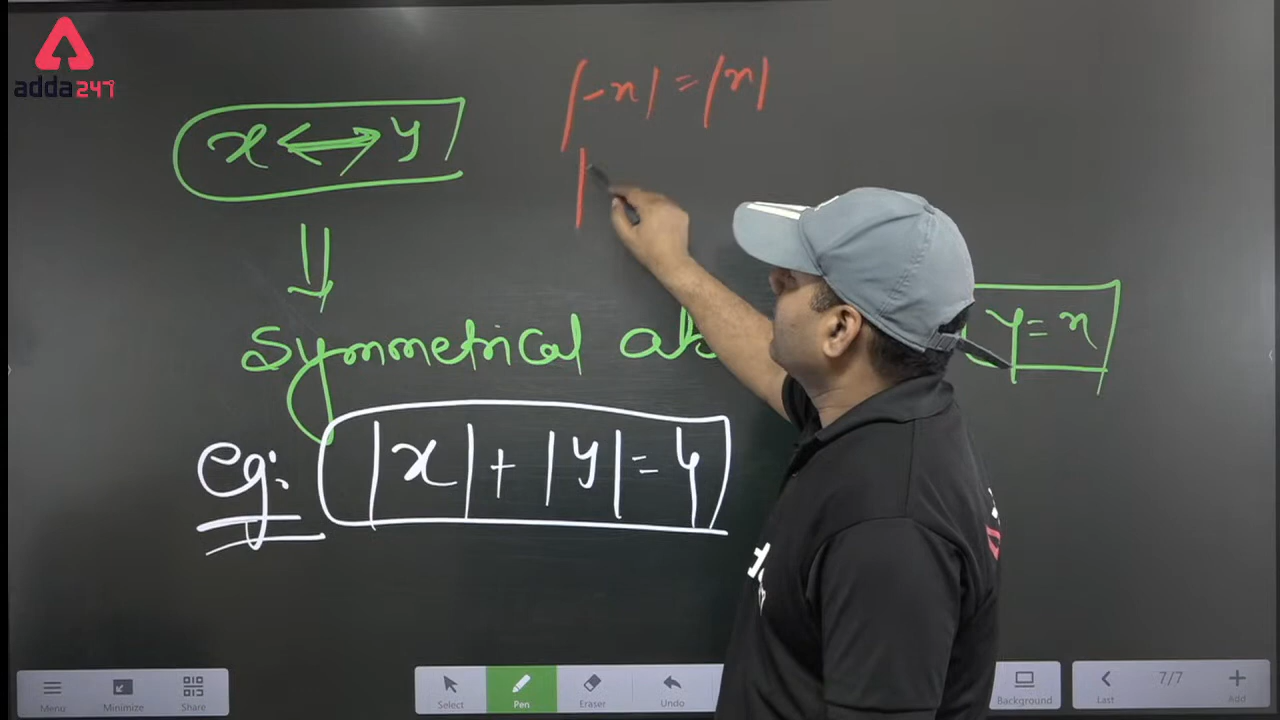 adda247
|-x| = |x|
x ⟷ y
⇓
Symmetrical ab
y = x
eg:
|x| + |y| = 4
Menu
Minimize
Share
Select
Pen
Eraser
Undo
Background
Last
7/7
Add